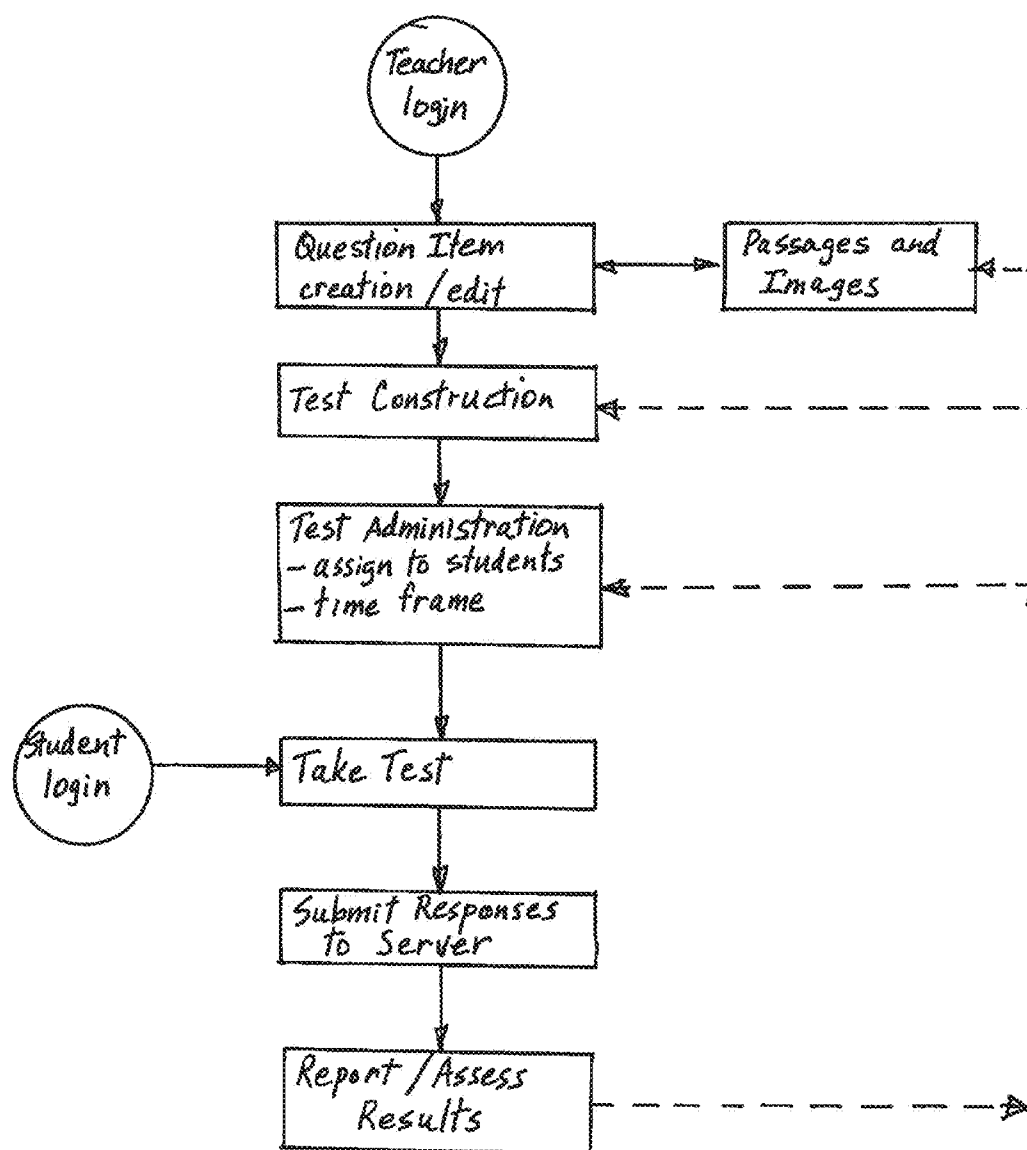 Teacher
login
Question Item
creation / edit
Passages and
Images
Test Construction
Test Administration
- assign to students
- time frame
Student
login
Take Test
Submit Responses
to Server
Report / Assess
Results